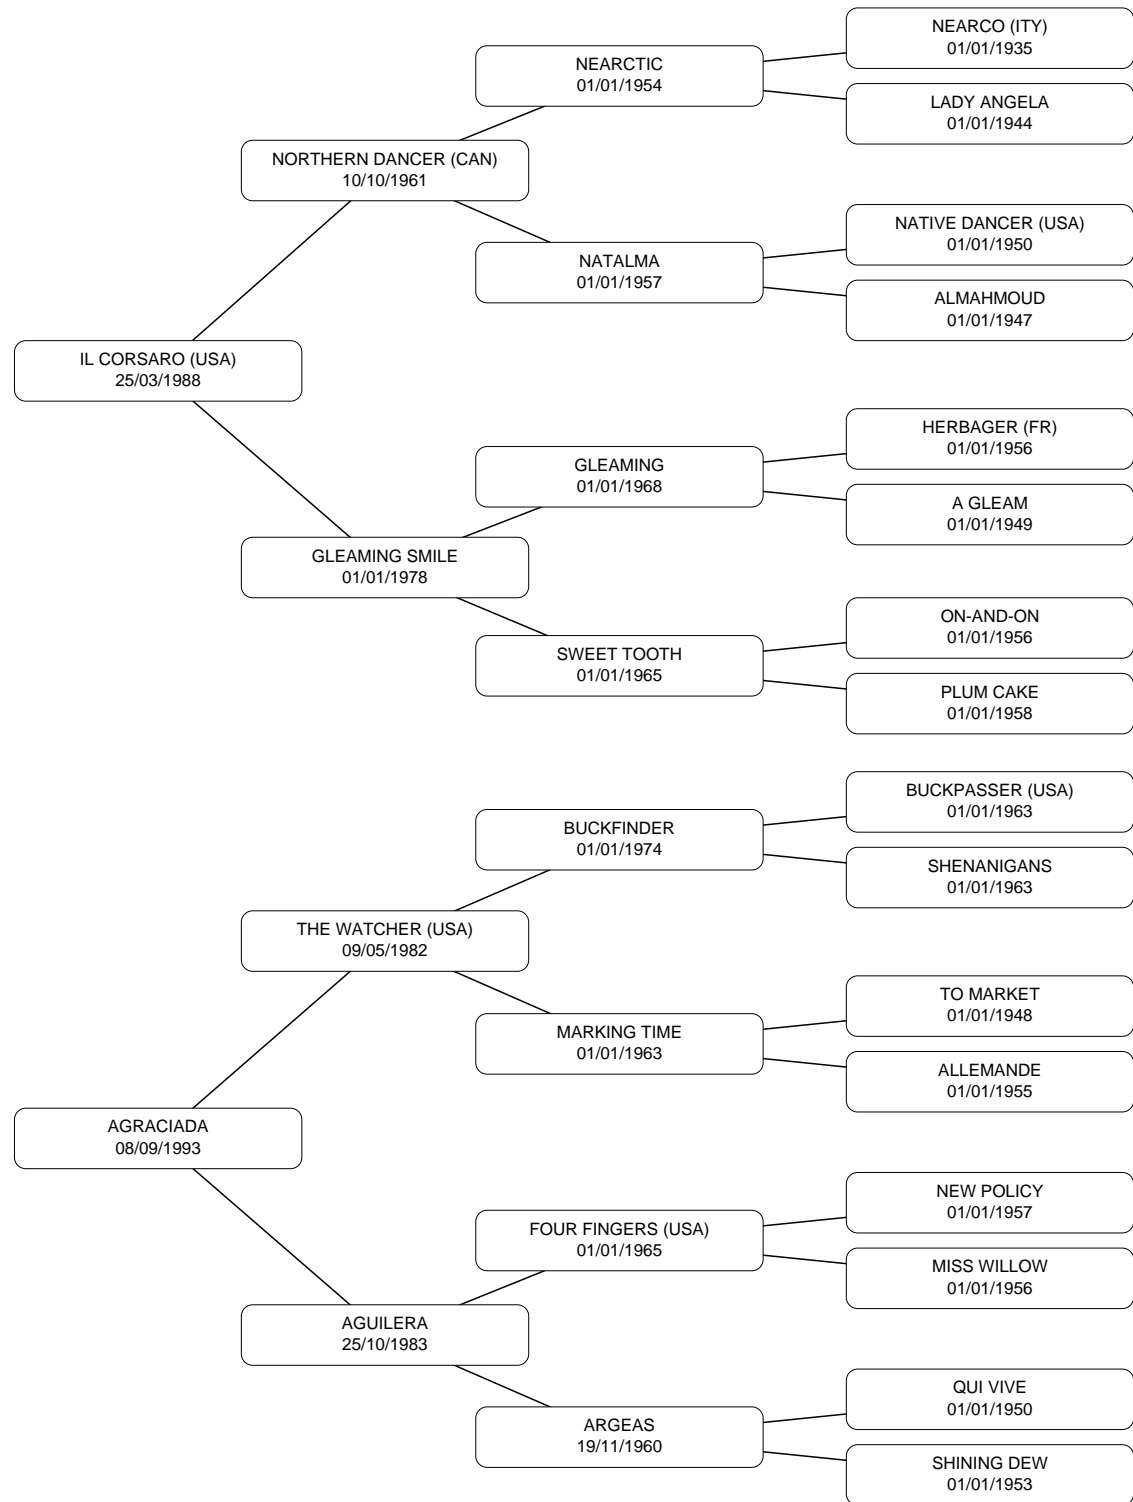 NEARCO (ITY)
01/01/1935
NEARCTIC
01/01/1954
LADY ANGELA
01/01/1944
NORTHERN DANCER (CAN)
10/10/1961
NATIVE DANCER (USA)
01/01/1950
NATALMA
01/01/1957
ALMAHMOUD
01/01/1947
IL CORSARO (USA)
25/03/1988
HERBAGER (FR)
01/01/1956
GLEAMING
01/01/1968
A GLEAM
01/01/1949
GLEAMING SMILE
01/01/1978
ON-AND-ON
01/01/1956
SWEET TOOTH
01/01/1965
PLUM CAKE
01/01/1958
BUCKPASSER (USA)
01/01/1963
BUCKFINDER
01/01/1974
SHENANIGANS
01/01/1963
THE WATCHER (USA)
09/05/1982
TO MARKET
01/01/1948
MARKING TIME
01/01/1963
ALLEMANDE
01/01/1955
AGRACIADA
08/09/1993
NEW POLICY
01/01/1957
FOUR FINGERS (USA)
01/01/1965
MISS WILLOW
01/01/1956
AGUILERA
25/10/1983
QUI VIVE
01/01/1950
ARGEAS
19/11/1960
SHINING DEW
01/01/1953